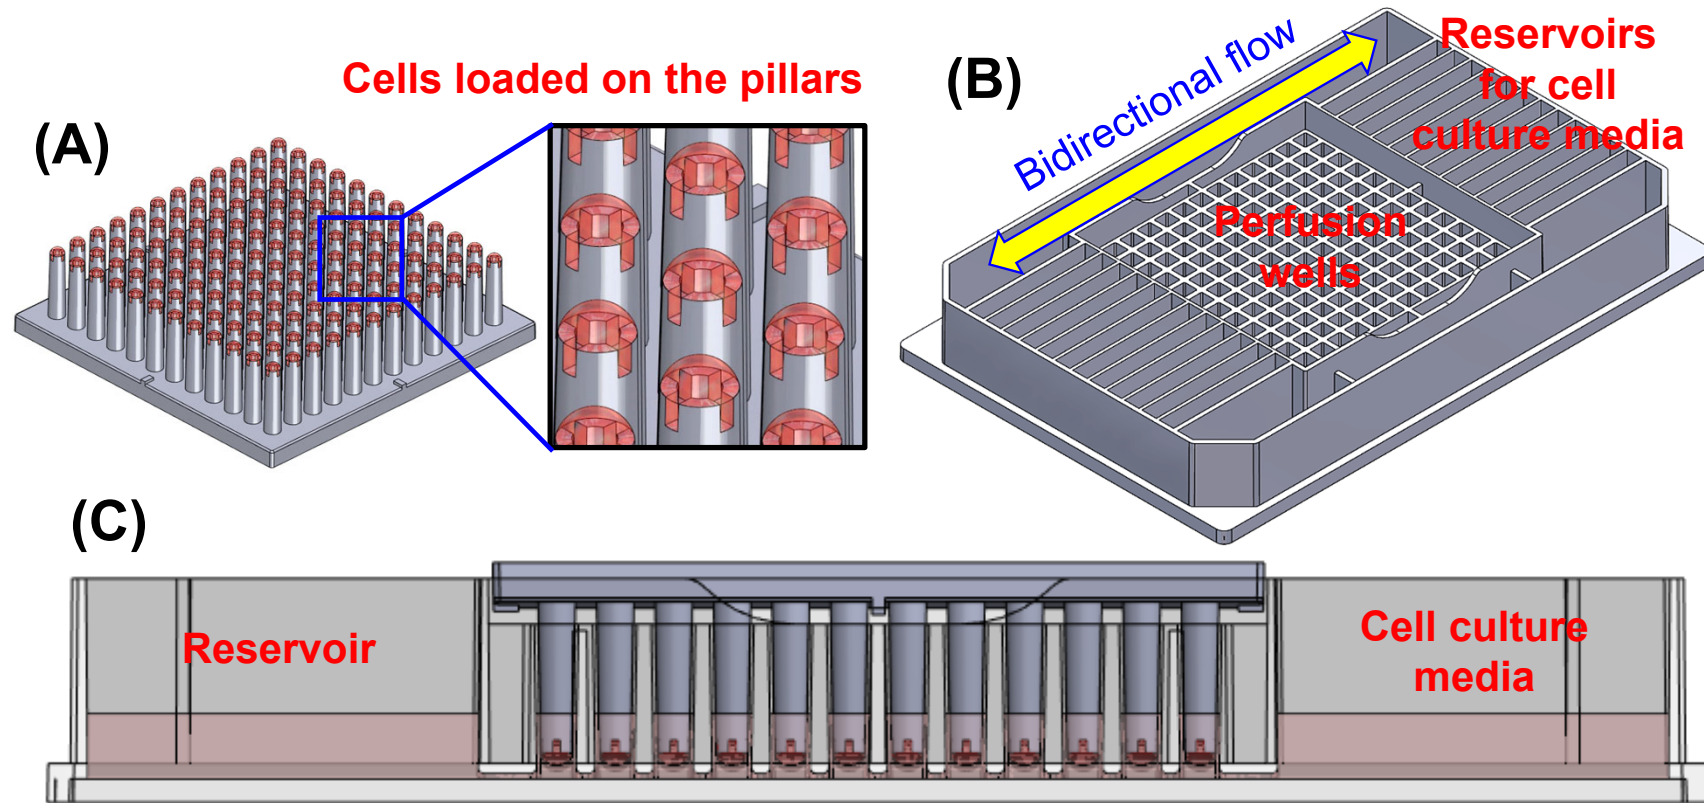 (A)
Cells loaded on the pillars
(B)
Bidirectional flow
Reservoirs
for cell
culture media
Perfusion
wells
(C)
Reservoir
Cell culture
media